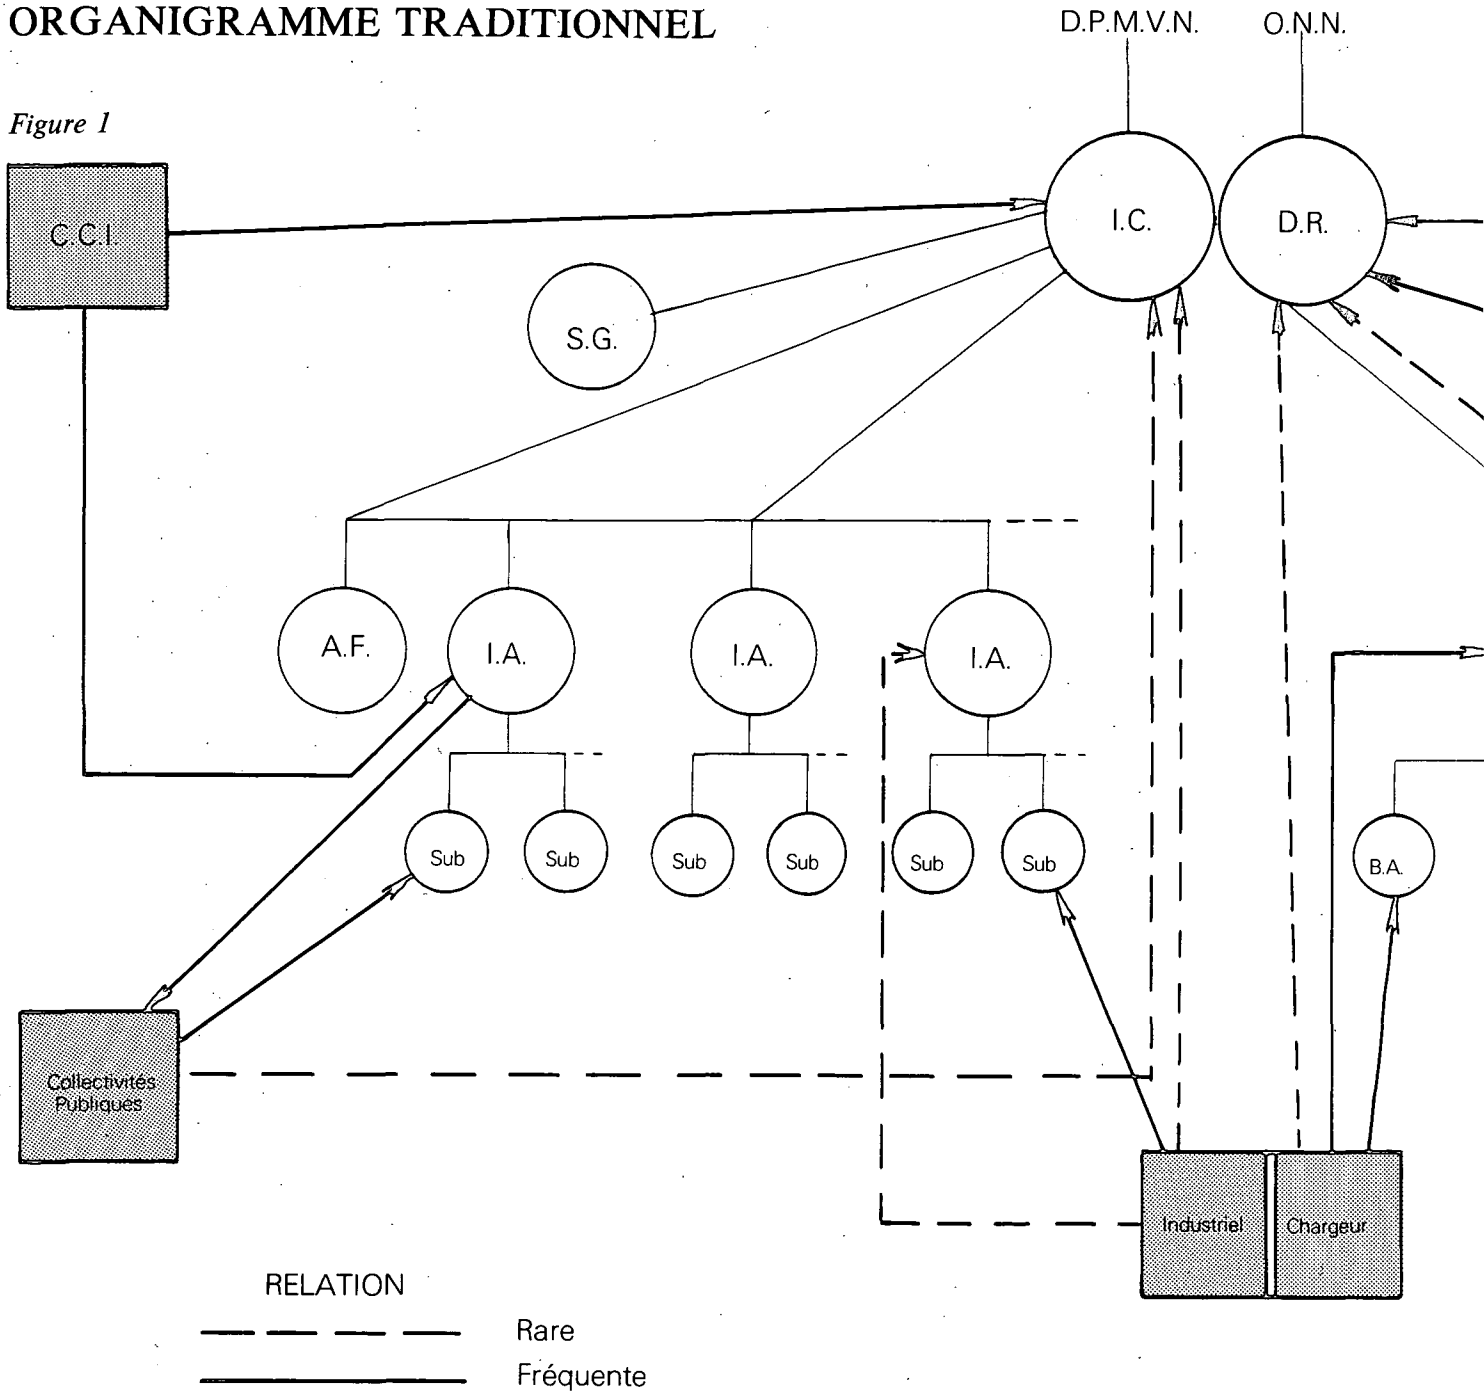 ORGANIGRAMME TRADITIONNEL
D.P.M.V.N. O.N.N.
Figure 1
C.C.I.
I.C. D.R.
S.G.
A.F. I.A. I.A. I.A.
Sub Sub Sub Sub Sub Sub B.A.
Collectivités
Publiques
Industriel Chargeur
RELATION
Rare
Fréquente